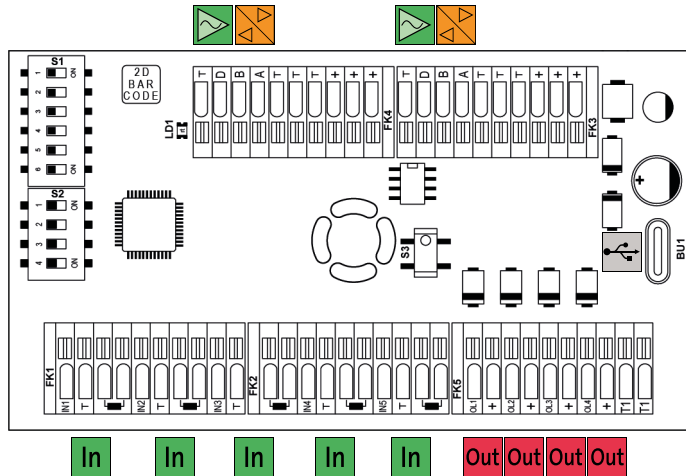 S1
1 ON
2
3
4
5
6 ON
S2
1 ON
2
3
4 ON
2D
BAR
CODE
LD1
T D B A T T T + + + FK4
T D B A T T T + + + FK3
+
S3
BU1
FK1 IN1 T IN2 T IN3 T
FK2 IN4 T IN5 T
FK5 OL1 + OL2 + OL3 + OL4 + T1 T1
In In In In In Out Out Out Out